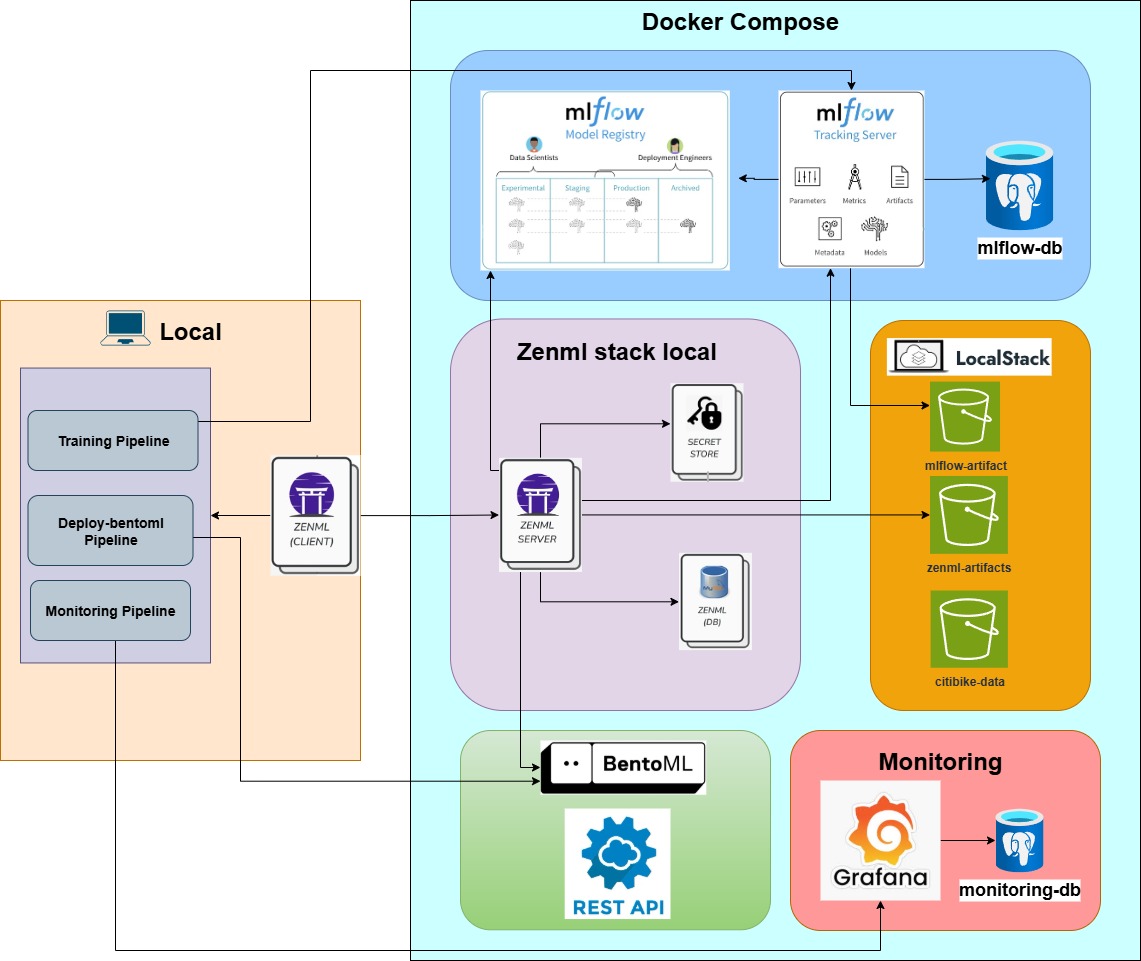 Docker Compose
mlflow
Model Registry
Data Scientists
Deployment Engineers
Experimental
Staging
Production
Archived
mlflow
Tracking Server
Parameters
Metrics
Artifacts
Metadata
Models
mlflow-db
Local
Training Pipeline
Deploy-bentoml
Pipeline
Monitoring Pipeline
ZENML
(CLIENT)
Zenml stack local
SECRET
STORE
ZENML
SERVER
My
ZENML
(DB)
LocalStack
mlflow-artifact
zenml-artifacts
citibike-data
BentoML
REST API
Monitoring
Grafana
monitoring-db